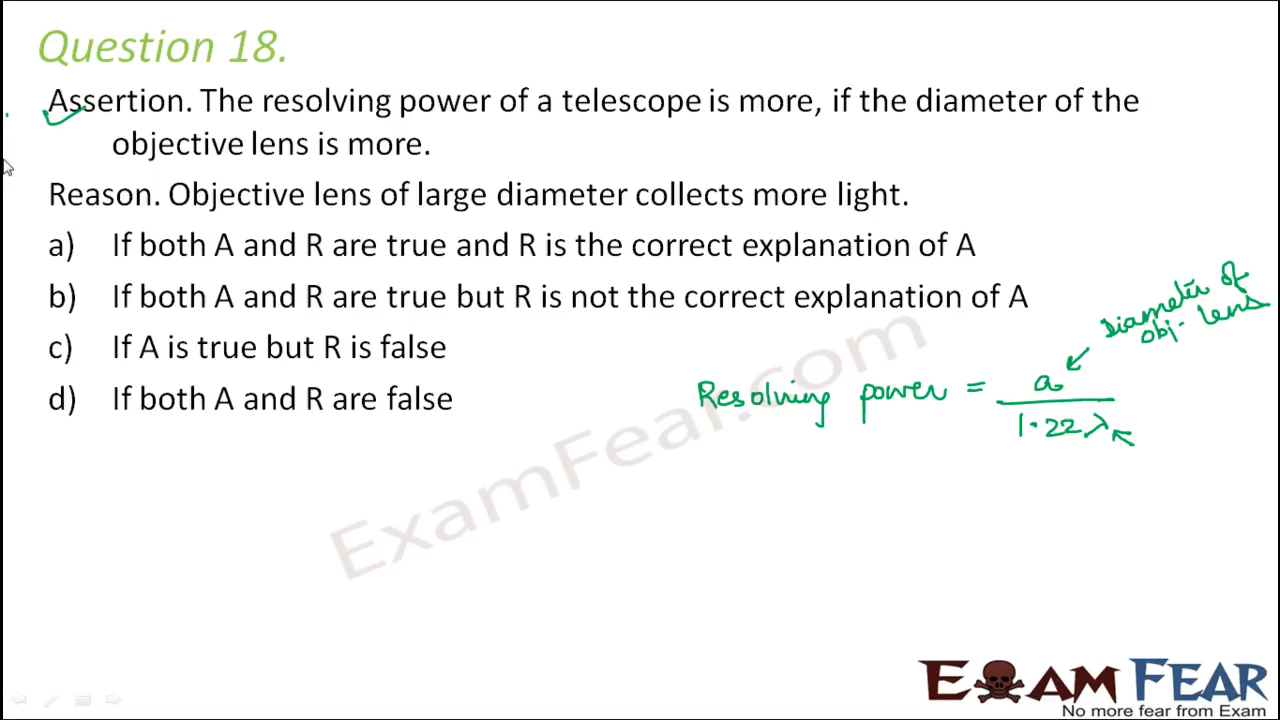 Question 18.
Assertion. The resolving power of a telescope is more, if the diameter of the
objective lens is more.
Reason. Objective lens of large diameter collects more light.
a) If both A and R are true and R is the correct explanation of A
b) If both A and R are true but R is not the correct explanation of A
c) If A is true but R is false
d) If both A and R are false
Diameter of
obj. lens
Resolving power = a
1.22λ
ExamFear.com
EXAM FEAR
No more fear from Exam